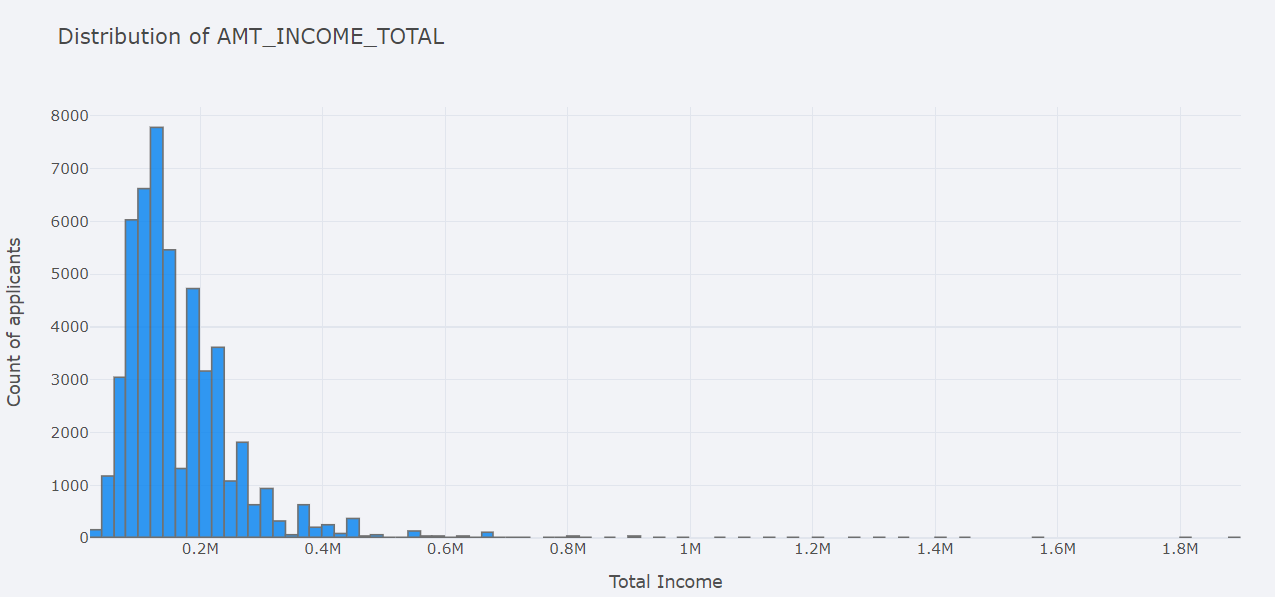 Distribution of AMT_INCOME_TOTAL
8000
7000
6000
5000
4000
3000
2000
1000
0
Count of applicants
0.2M 0.4M 0.6M 0.8M 1M 1.2M 1.4M 1.6M 1.8M
Total Income